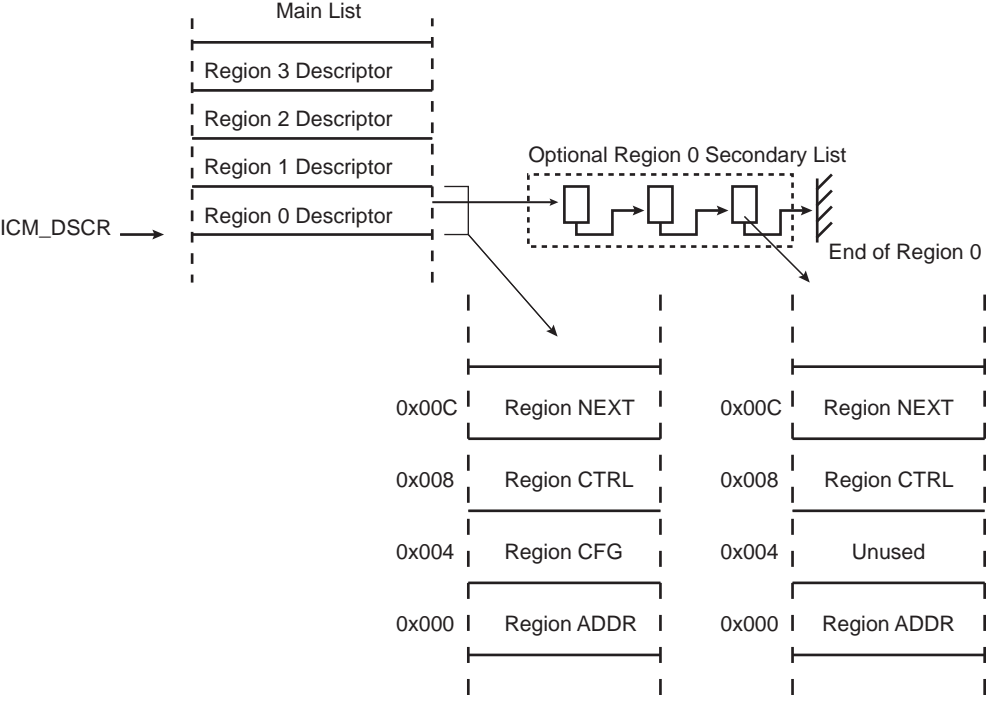 Main List
Region 3 Descriptor
Region 2 Descriptor
Region 1 Descriptor
Region 0 Descriptor
ICM_DSCR
Optional Region 0 Secondary List
End of Region 0
0x00C Region NEXT
0x008 Region CTRL
0x004 Region CFG
0x000 Region ADDR
0x00C Region NEXT
0x008 Region CTRL
0x004 Unused
0x000 Region ADDR